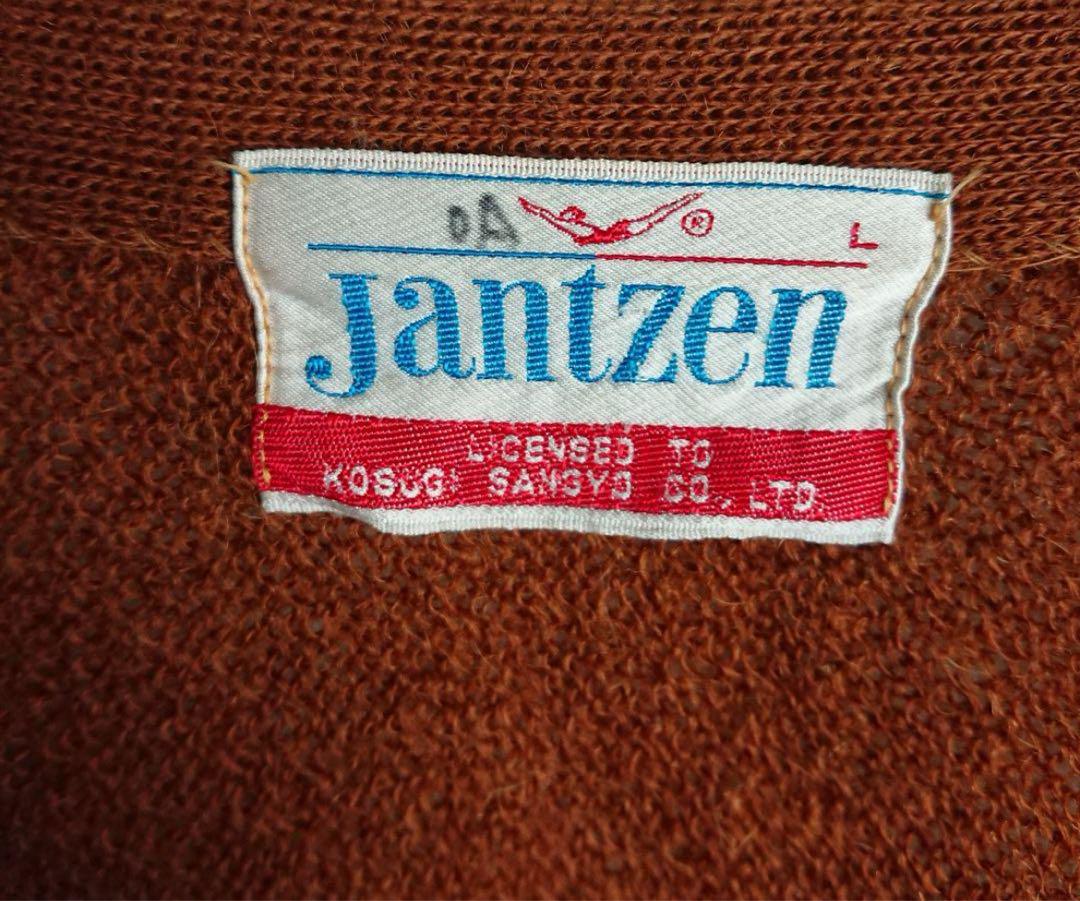 ® L
Jantzen
LICENSED TO
KOSUGI SANGYO CO., LTD.